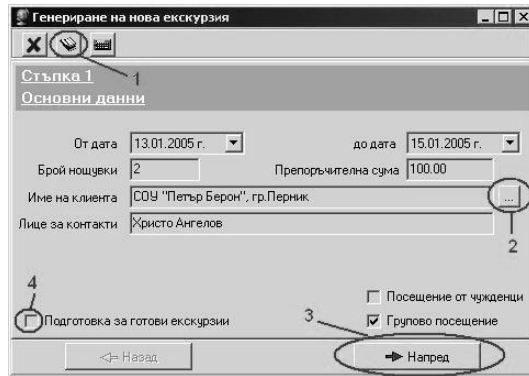 Генериране на нова екскурзия
1
Стъпка 1
Основни данни
От дата 13.01.2005 г. до дата 15.01.2005 г.
Брой нощувки 2 Препоръчителна сума 100.00
Име на клиента СОУ "Петър Берон", гр.Перник ...
2
Лице за контакти Христо Ангелов
4
Посещение от чужденци
Подготовка за готови екскурзии 3 Групово посещение
Назад Напред